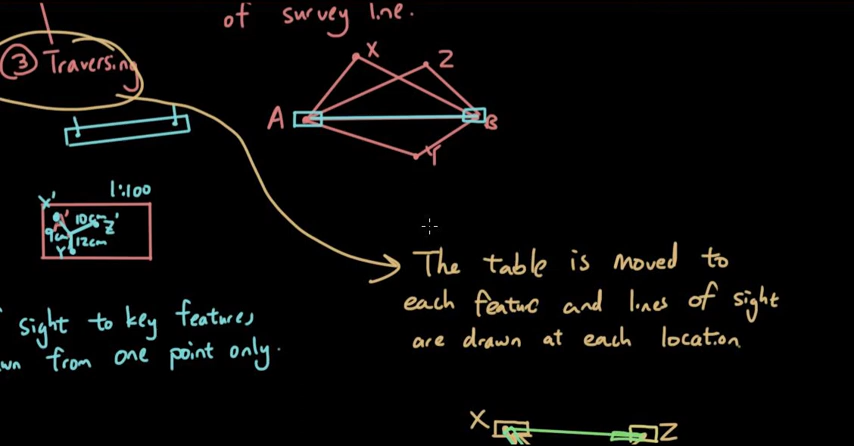 of survey line.
③ Traversing
X
Z
A
B
Y
1:100
X'
A'
10cm
Z'
9cm
12cm
Y'
The table is moved to
each feature and lines of sight
are drawn at each location
sight to key features
from one point only.
X
Z